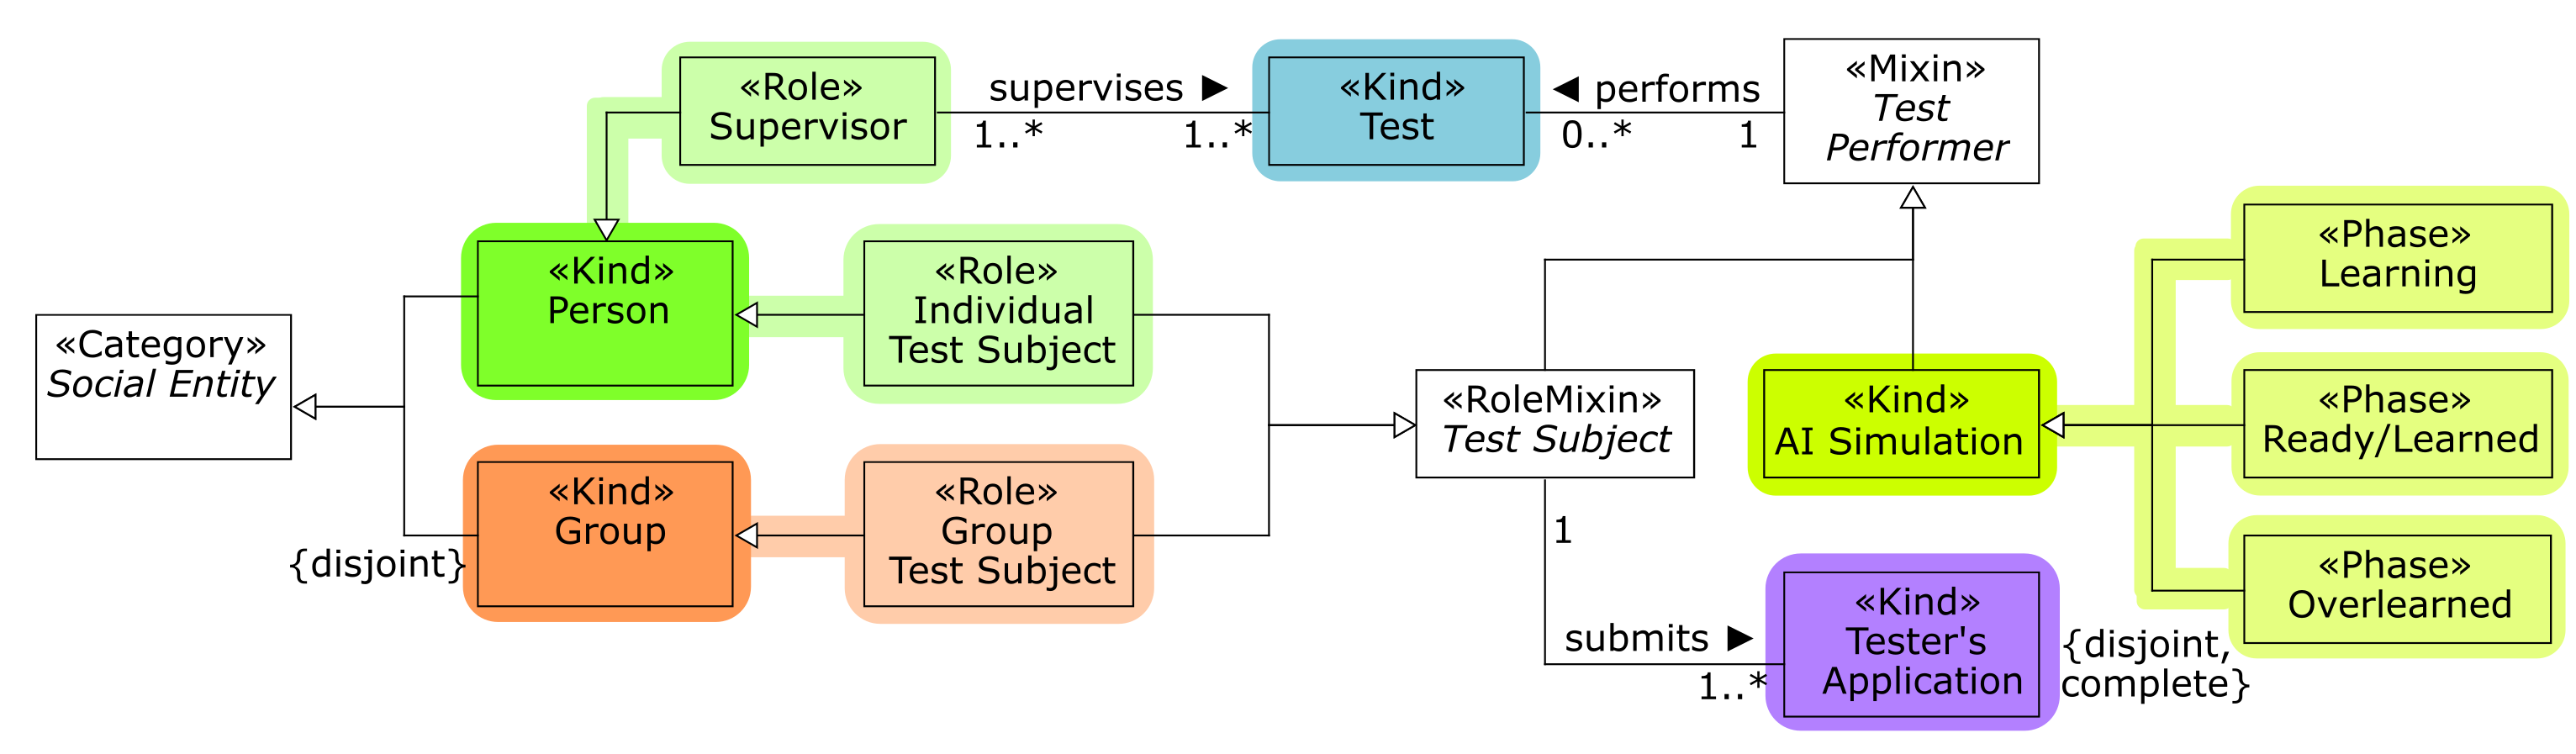 «Role»
Supervisor
supervises ►
1..*
1..*
«Kind»
Test
◄ performs
0..*
1
«Mixin»
Test
Performer
«Phase»
Learning
«Kind»
Person
«Role»
Individual
Test Subject
«Category»
Social Entity
«RoleMixin»
Test Subject
«Kind»
AI Simulation
«Phase»
Ready/Learned
«Kind»
Group
{disjoint}
«Role»
Group
Test Subject
1
submits ►
1..*
«Kind»
Tester's
Application
«Phase»
Overlearned
{disjoint,
complete}